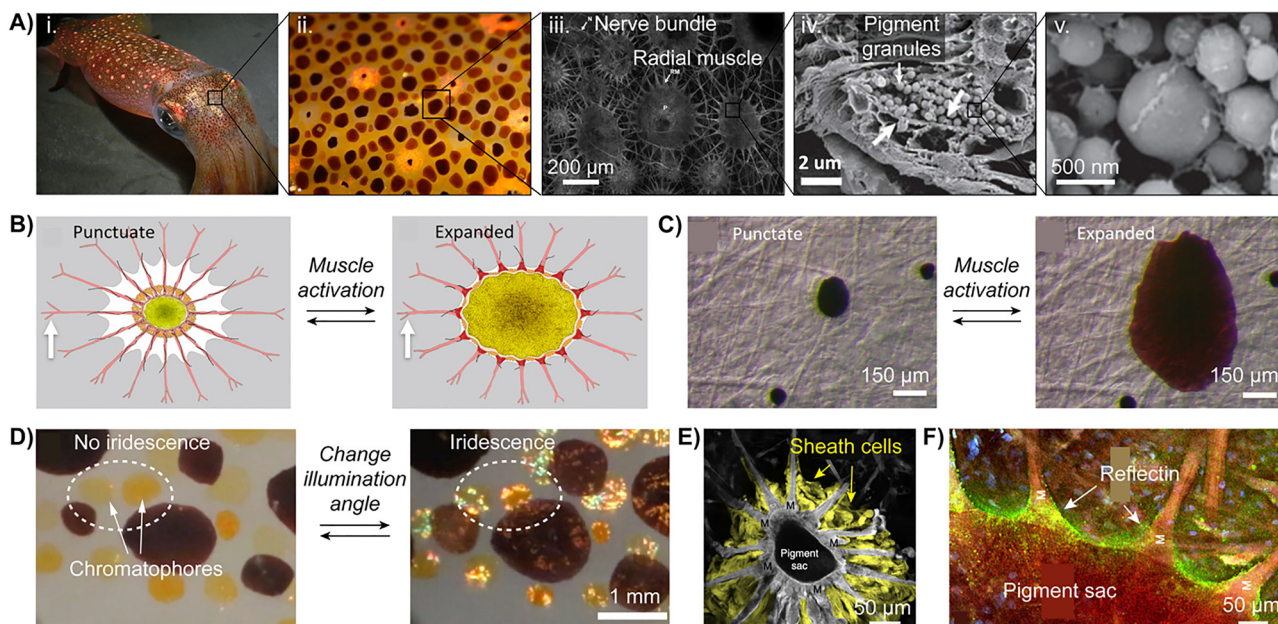 A)
i.
ii.
iii.
N
Nerve bundle
Radial muscle
RM
P
200 µm
iv.
Pigment
granules
2 um
v.
500 nm
B)
Punctuate
Muscle
activation
Expanded
C)
Punctate
150 µm
Muscle
activation
Expanded
150 µm
D)
No iridescence
Chromatophores
Change
illumination
angle
Iridescence
1 mm
E)
Sheath cells
M
M
M
M
M
M
Pigment
sac
50 µm
F)
Reflectin
M
M
M
Pigment sac
50 µm